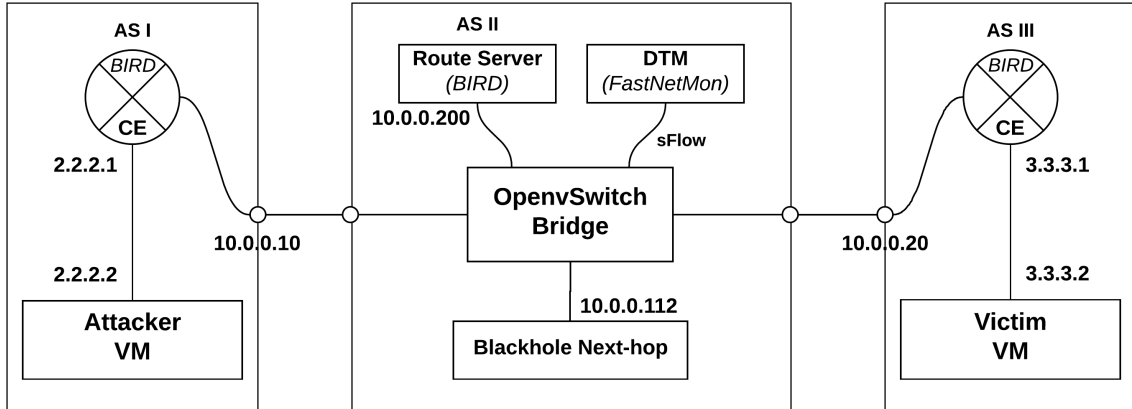 AS I
BIRD
CE
2.2.2.1
2.2.2.2
Attacker
VM
10.0.0.10
AS II
Route Server
(BIRD)
10.0.0.200
DTM
(FastNetMon)
sFlow
OpenvSwitch
Bridge
10.0.0.112
Blackhole Next-hop
AS III
BIRD
CE
3.3.3.1
10.0.0.20
3.3.3.2
Victim
VM